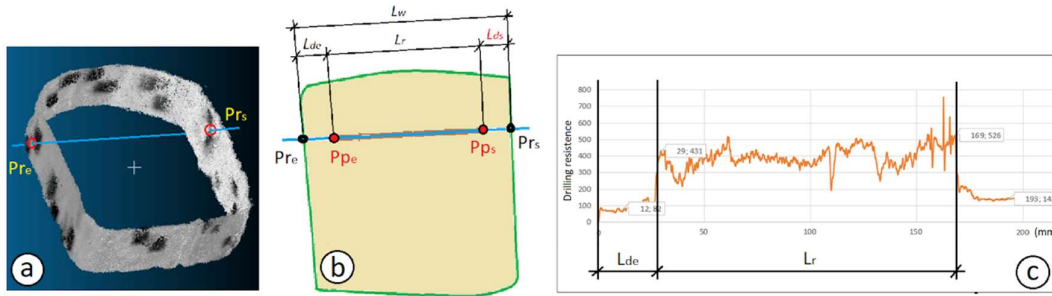 Prs
Pre
a
Lw
Lde
Lr
Lds
Pre
Ppe
Pps
Prs
b
800
700
600
500
400
300
200
100
0
Drilling resistence
29; 431
12; 82
169; 526
193; 14
50
100
150
200
(mm
Lde
Lr
c